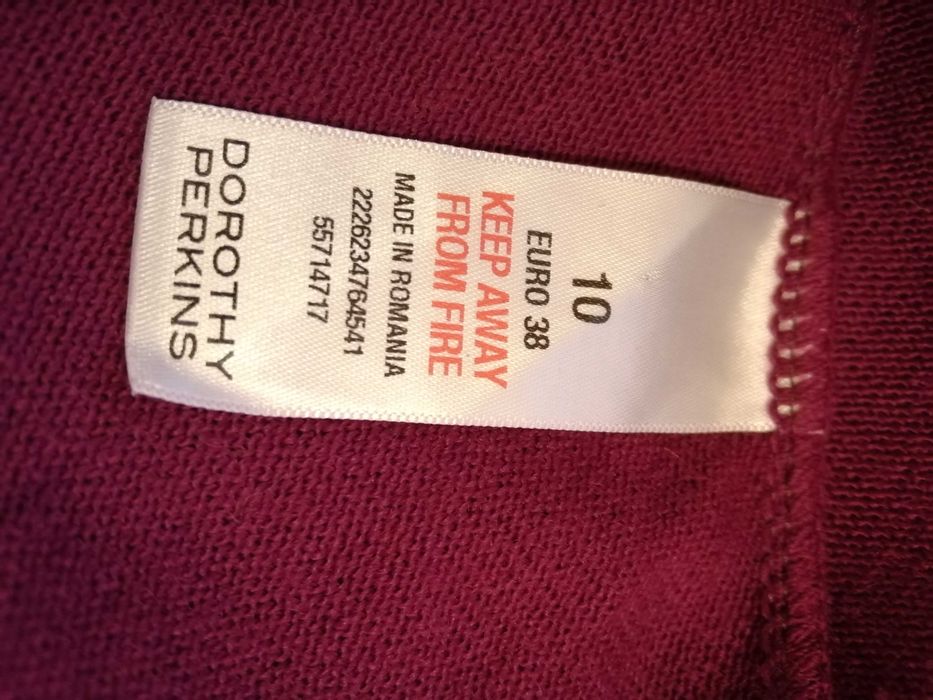 10
EURO 38
KEEP AWAY
FROM FIRE
MADE IN ROMANIA
2226234764541
55714717
DOROTHY
PERKINS